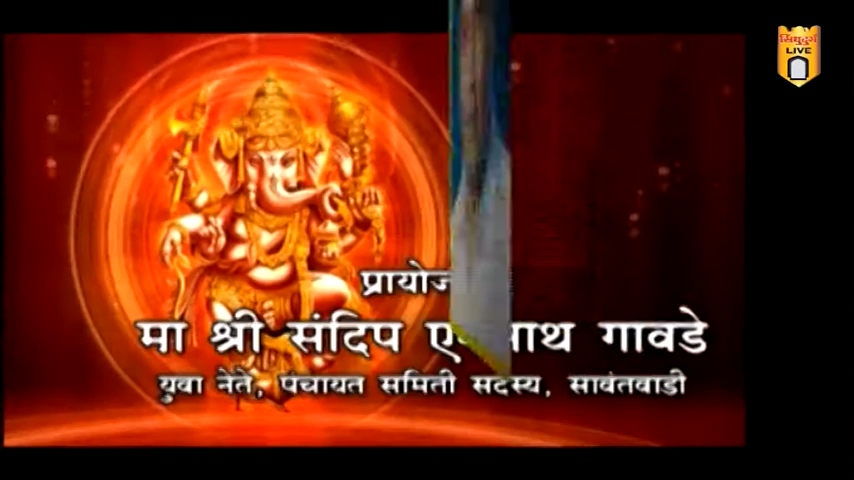 सिंधुदुर्ग
LIVE
मा श्री संदिप गावडे
युवा नेते, पंचायत समिती सदस्य, सावंतवाडी